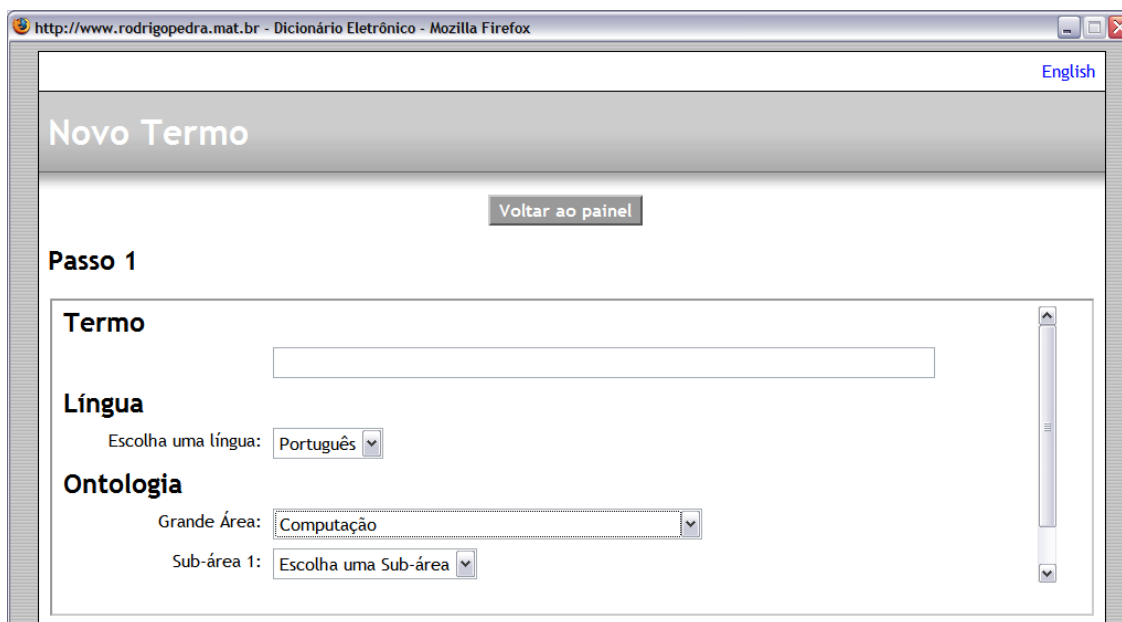 http://www.rodrigopedra.mat.br - Dicionário Eletrônico - Mozilla Firefox
English
Novo Termo
Voltar ao painel
Passo 1
Termo
Língua
Escolha uma língua: Português
Ontologia
Grande Área: Computação
Sub-área 1: Escolha uma Sub-área